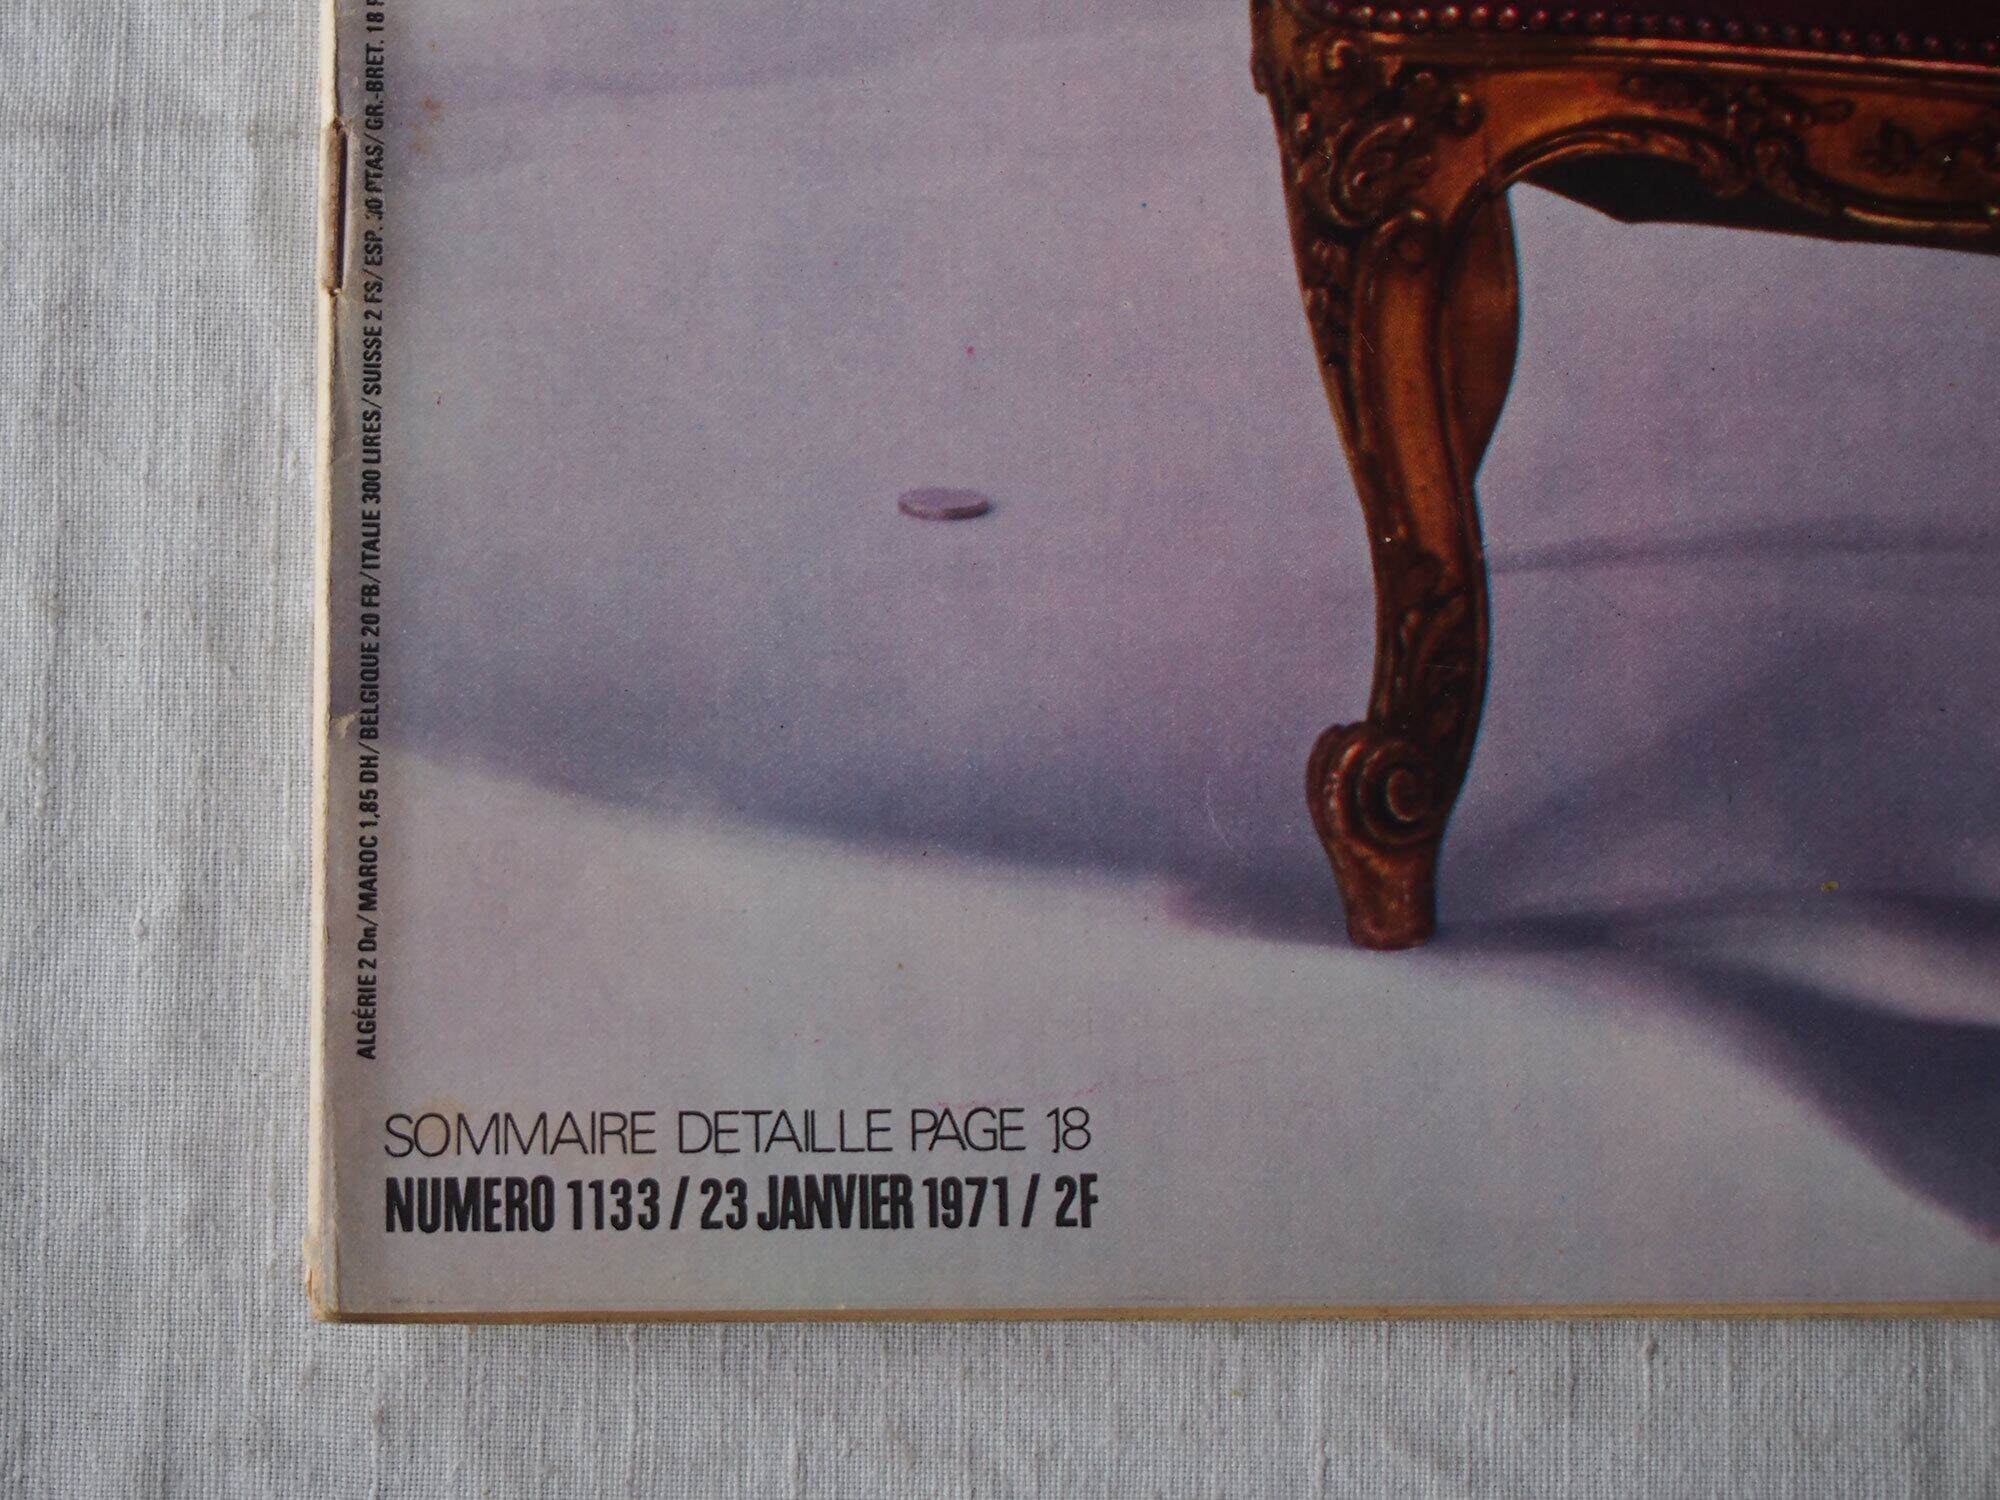 ALGÉRIE 2 Dn/MAROC 1,85 DH/BELGIQUE 20 FB/ITALIE 300 LIRES/SUISSE 2 FS/ESP. 30 PTAS/GR.-BRET. 18
SOMMAIRE DETAILLE PAGE 18
NUMERO 1133 / 23 JANVIER 1971 / 2F